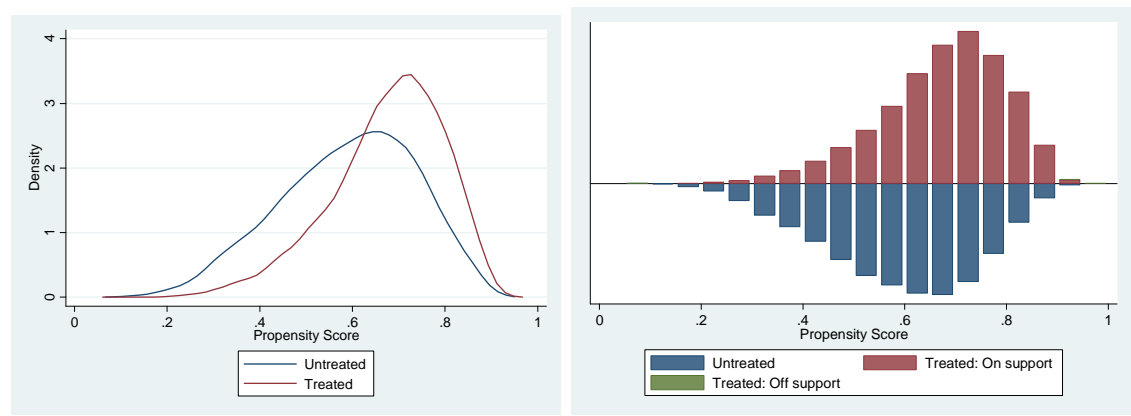 4
3
2
1
0
Density
0 .2 .4 .6 .8 1
Propensity Score
Untreated
Treated
0 .2 .4 .6 .8 1
Propensity Score
Untreated Treated: On support
Treated: Off support